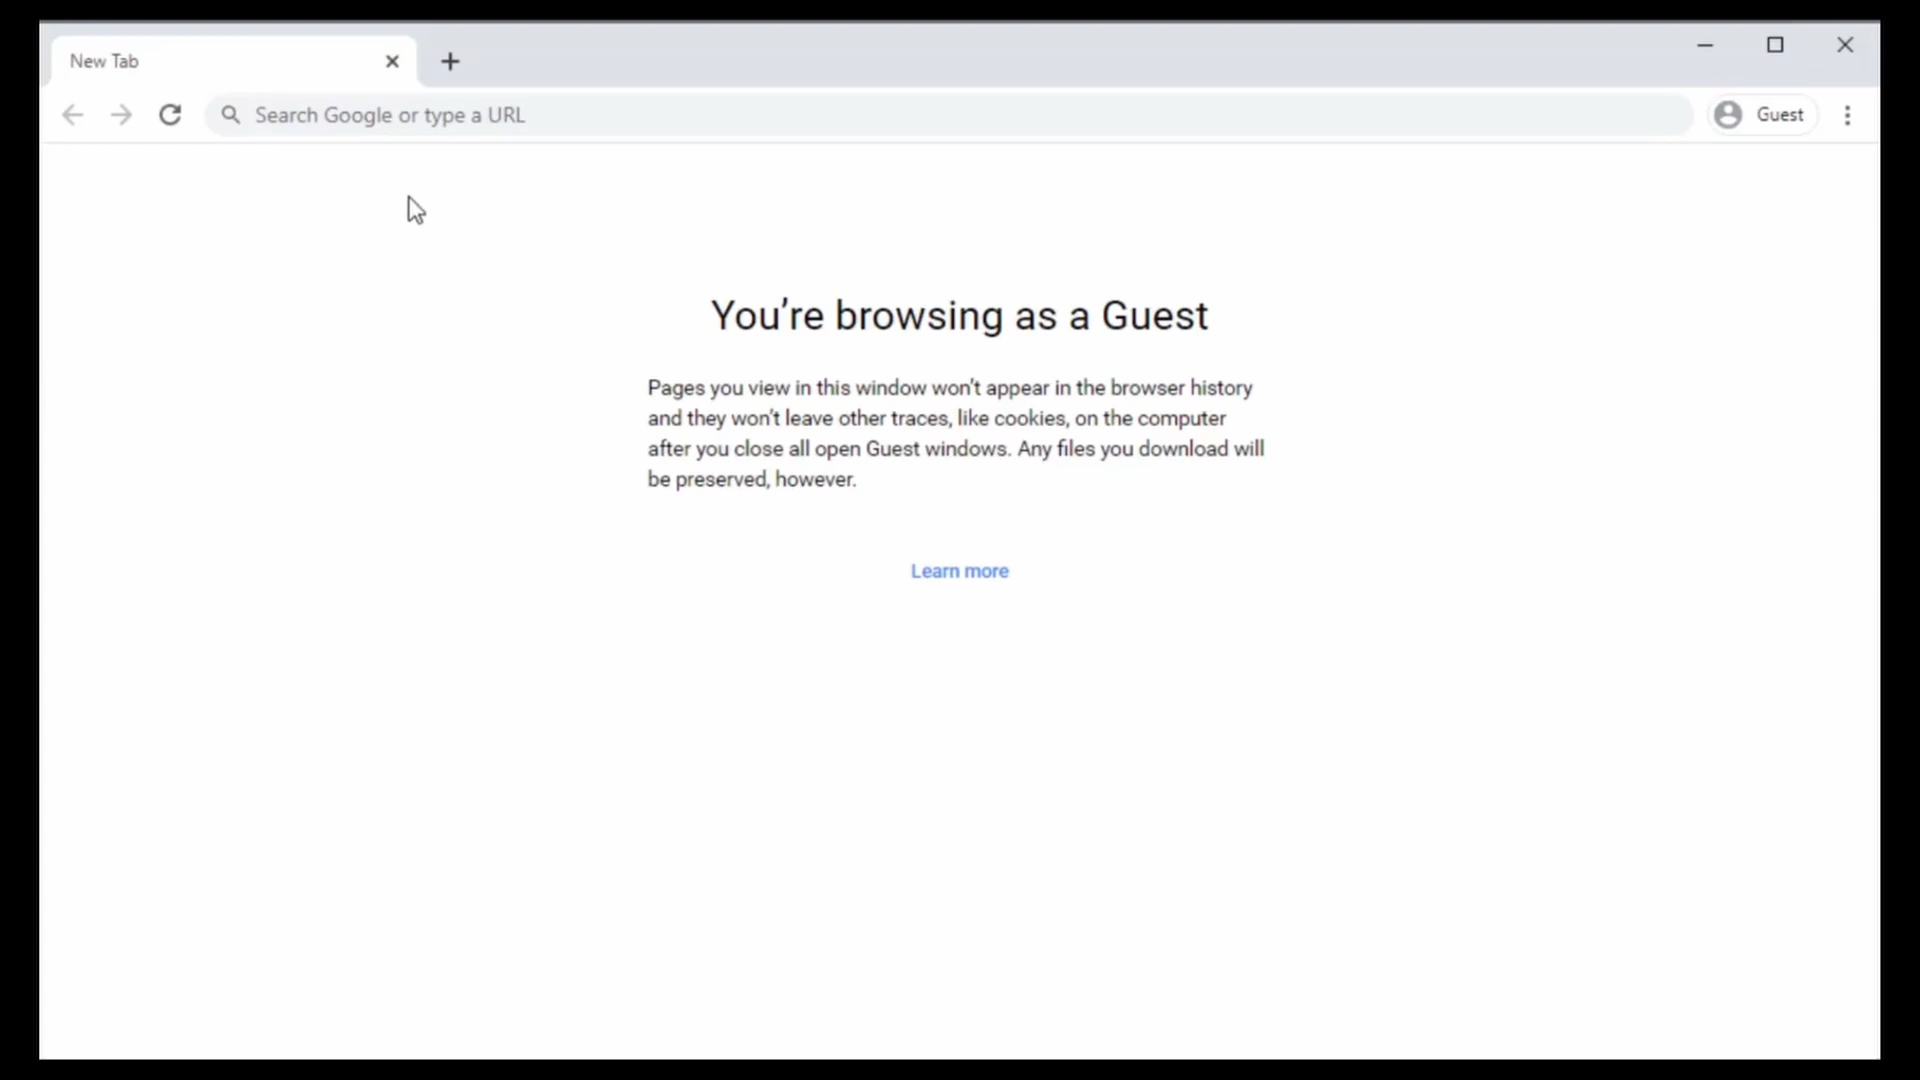 New Tab
Search Google or type a URL
Guest
You’re browsing as a Guest
Pages you view in this window won’t appear in the browser history
and they won’t leave other traces, like cookies, on the computer
after you close all open Guest windows. Any files you download will
be preserved, however.
Learn more